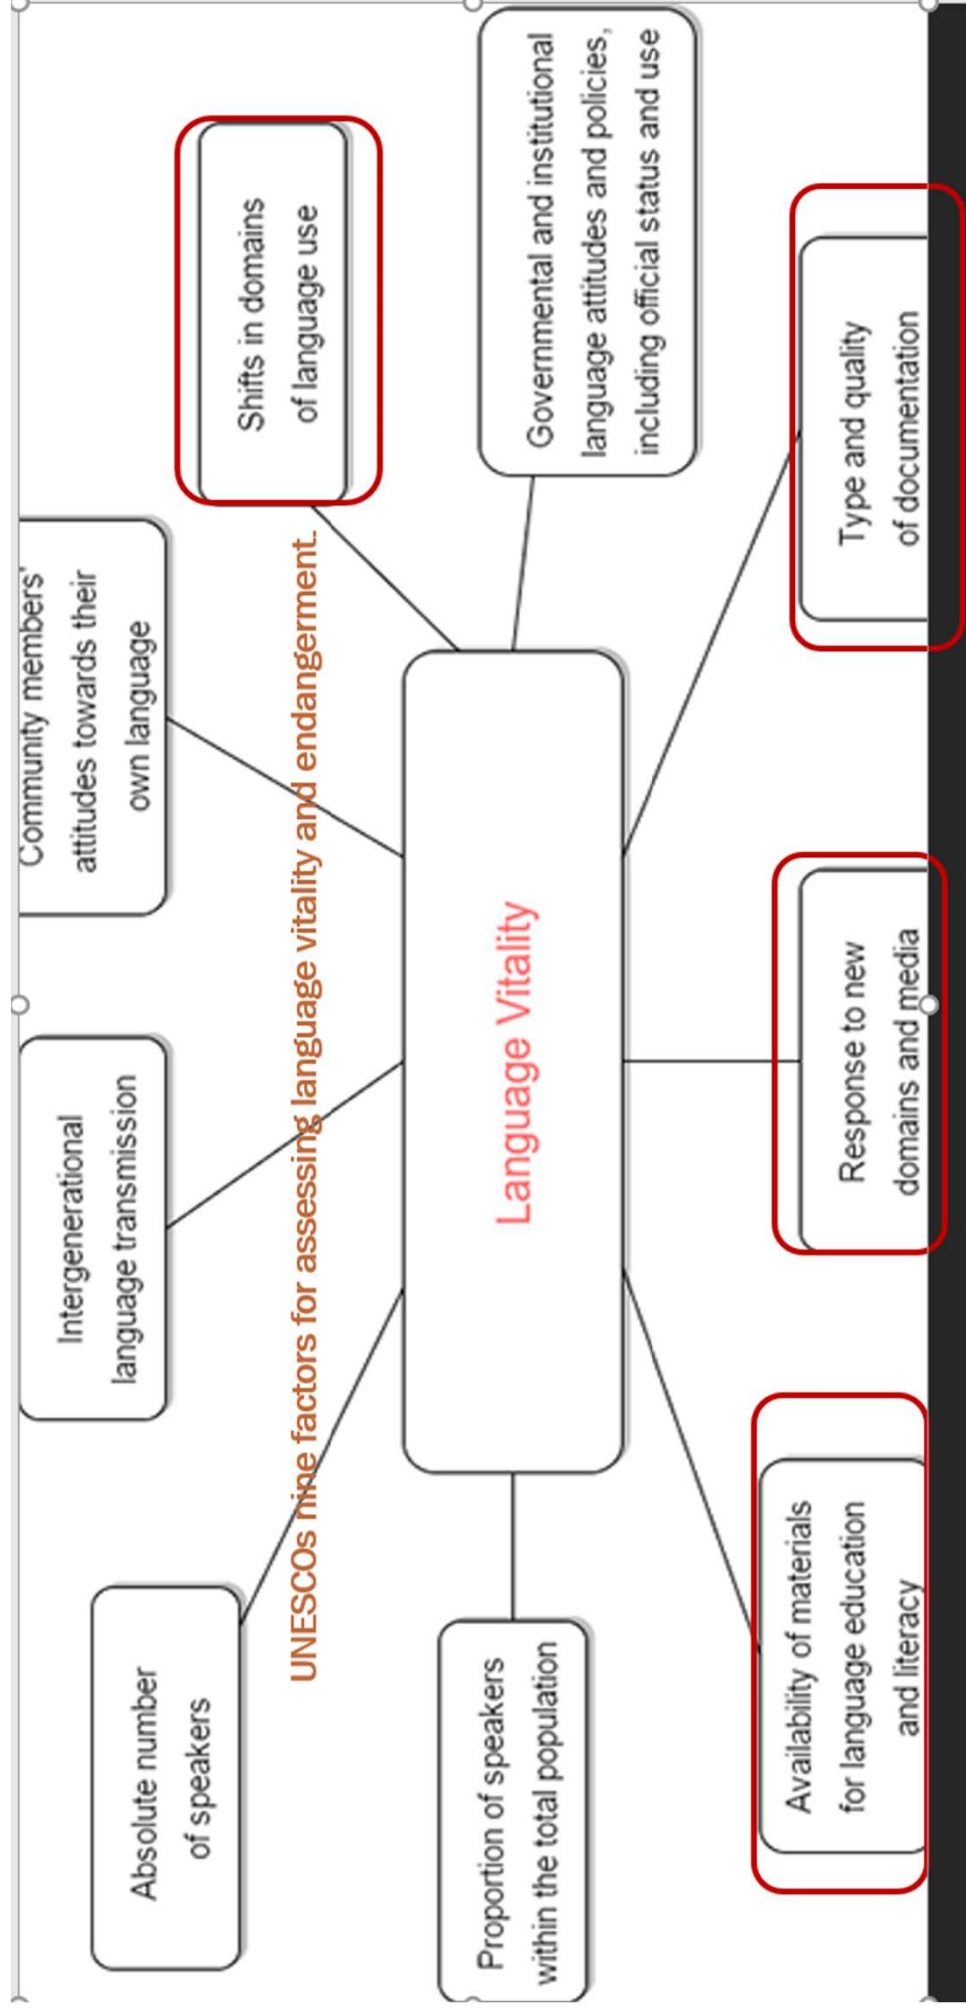 Community members'
attitudes towards their
own language
Intergenerational
language transmission
Shifts in domains
of language use
Absolute number
of speakers
UNESCOs nine factors for assessing language vitality and endangerment.
Governmental and institutional
language attitudes and policies,
including official status and use
Language Vitality
Proportion of speakers
within the total population
Availability of materials
for language education
and literacy
Response to new
domains and media
Type and quality
of documentation